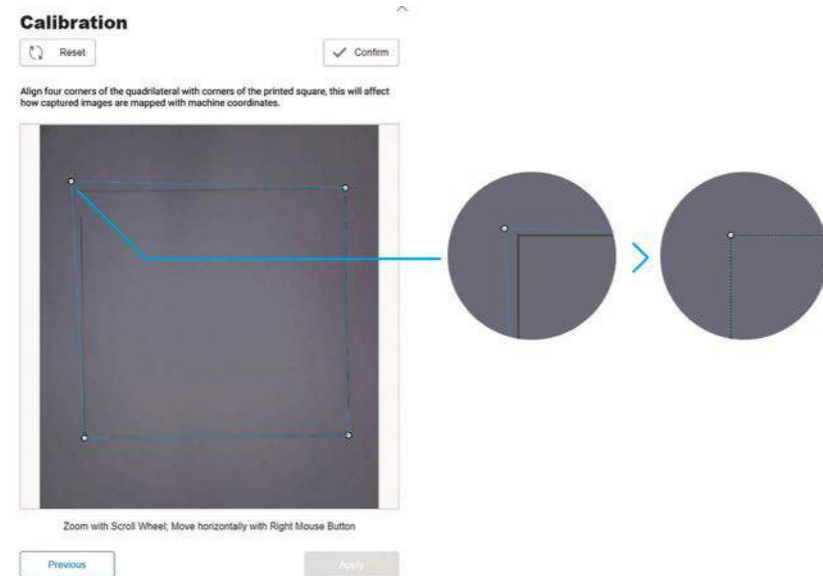 Calibration
Reset
Confirm
Align four corners of the quadrilateral with corners of the printed square, this will affect
how captured images are mapped with machine coordinates.
Zoom with Scroll Wheel; Move horizontally with Right Mouse Button
Previous
Apply